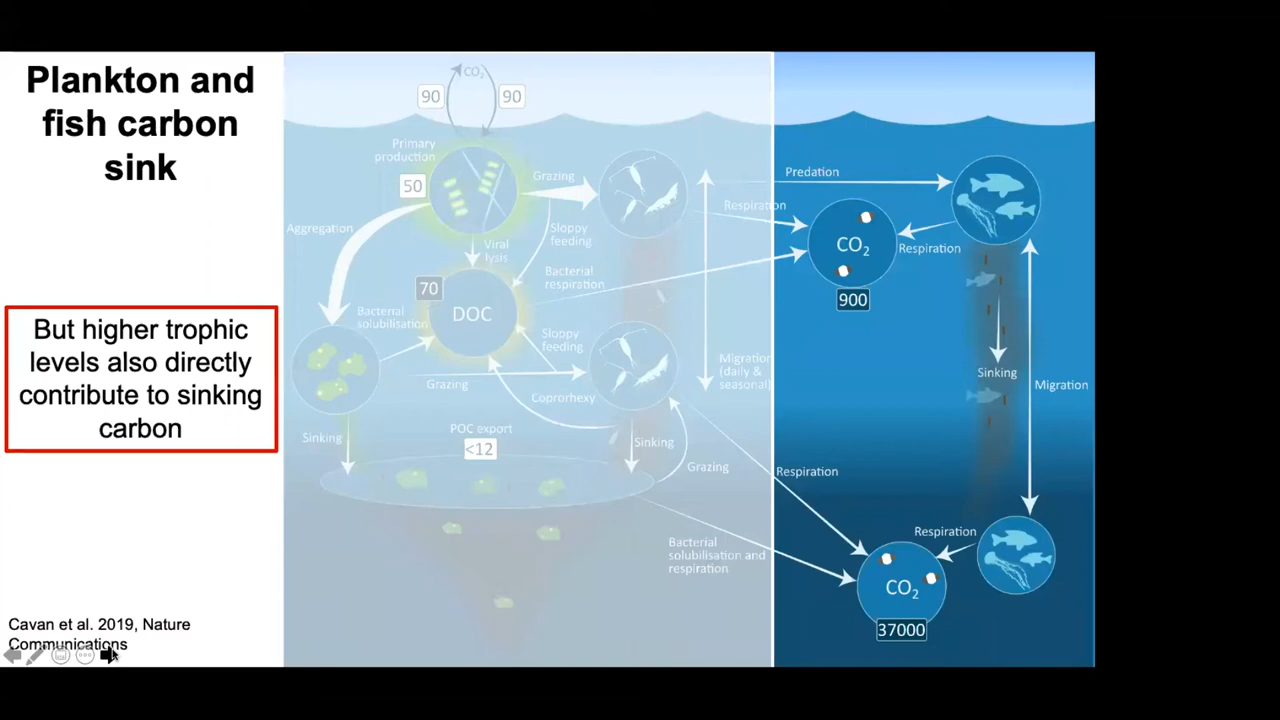 Plankton and
fish carbon
sink
But higher trophic
levels also directly
contribute to sinking
carbon
Cavan et al. 2019, Nature
Communications
CO₂
90
90
Primary
production
50
Grazing
Aggregation
Viral
lysis
Sloppy
feeding
70
DOC
Bacterial
respiration
Bacterial
solubilisation
Sloppy
feeding
Grazing
Coprorhexy
Migration
(daily &
seasonal)
POC export
<12
Sinking
Sinking
Grazing
Bacterial
solubilisation and
respiration
Predation
Respiration
CO₂
900
Respiration
Sinking
Migration
Respiration
Respiration
CO₂
37000